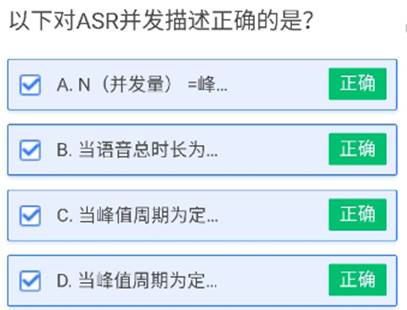 以下对ASR并发描述正确的是？
A. N（并发量） =峰... 正确
B. 当语音总时长为... 正确
C. 当峰值周期为定... 正确
D. 当峰值周期为定... 正确